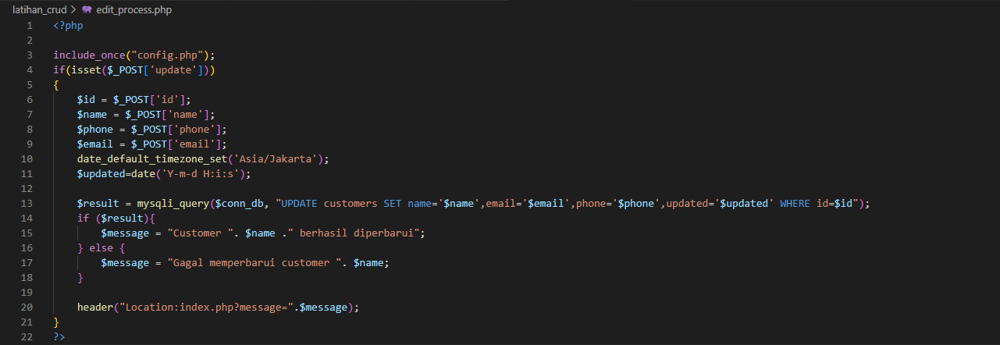 latihan_crud > edit_process.php
1 <?php
2
3 include_once("config.php");
4 if(isset($_POST['update']))
5 {
6 $id = $_POST['id'];
7 $name = $_POST['name'];
8 $phone = $_POST['phone'];
9 $email = $_POST['email'];
10 date_default_timezone_set('Asia/Jakarta');
11 $updated=date('Y-m-d H:i:s');
12
13 $result = mysqli_query($conn_db, "UPDATE customers SET name='$name',email='$email',phone='$phone',updated='$updated' WHERE id=$id");
14 if ($result){
15 $message = "Customer ". $name ." berhasil diperbarui";
16 } else {
17 $message = "Gagal memperbarui customer ". $name;
18 }
19
20 header("Location:index.php?message=".$message);
21 }
22 ?>